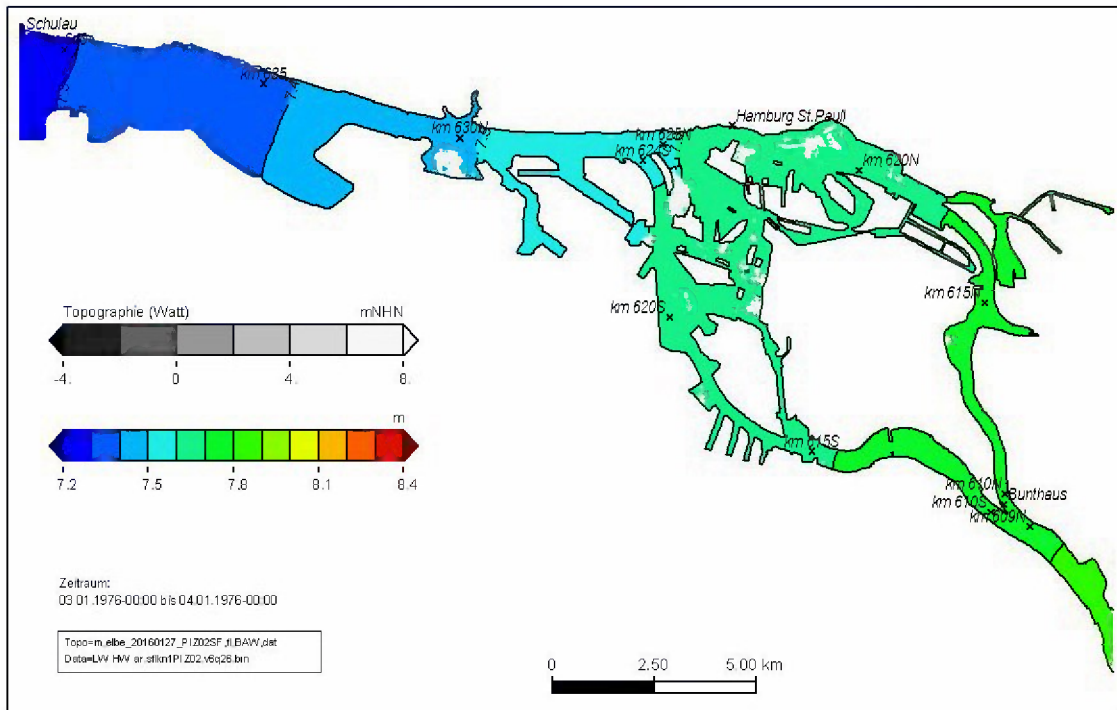 Schulau
km 635
km 630N
Hamburg St.Pauli
km 625N
km 624S
km 620N
km 615N
km 620S
Topographie (Watt) mNHN
-4. 0 4. 8.
m
7.2 7.5 7.8 8.1 8.4
km 615S
km 610N
Bunthaus
km 610S
km 609N
Zeitraum:
03.01.1976-00:00 bis 04.01.1976-00:00
0 2.50 5.00 km